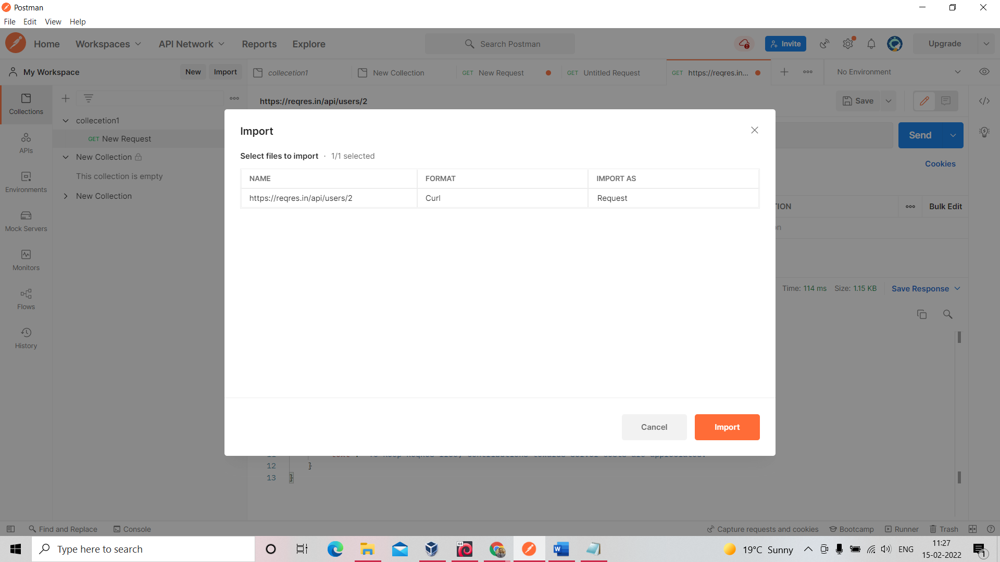 Postman
File Edit View Help
Home Workspaces API Network Reports Explore Search Postman Invite Upgrade
My Workspace New Import collecetion1 New Collection GET New Request GET Untitled Request GET https://reqres.in... No Environment
Collections
https://reqres.in/api/users/2 Save
collecetion1
GET New Request
New Collection
This collection is empty
New Collection
APIs
Environments
Mock Servers
Monitors
Flows
History
Send
Cookies
ION Bulk Edit
on
Time: 114 ms Size: 1.15 KB Save Response
Import
Select files to import · 1/1 selected
NAME FORMAT IMPORT AS
https://reqres.in/api/users/2 Curl Request
Cancel Import
12 }
13 }
Find and Replace Console Capture requests and cookies Bootcamp Runner Trash
Type here to search
64
W
19°C Sunny ENG
11:27
15-02-2022
1